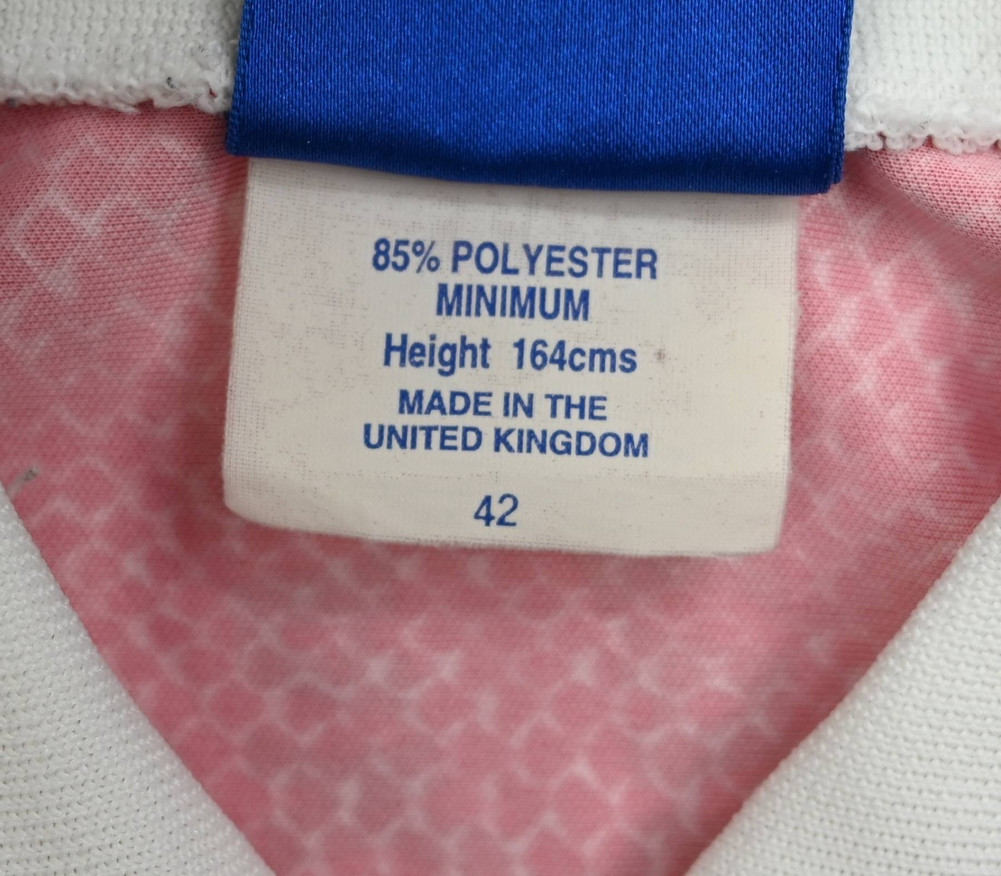 85% POLYESTER
MINIMUM
Height 164cms
MADE IN THE
UNITED KINGDOM
42